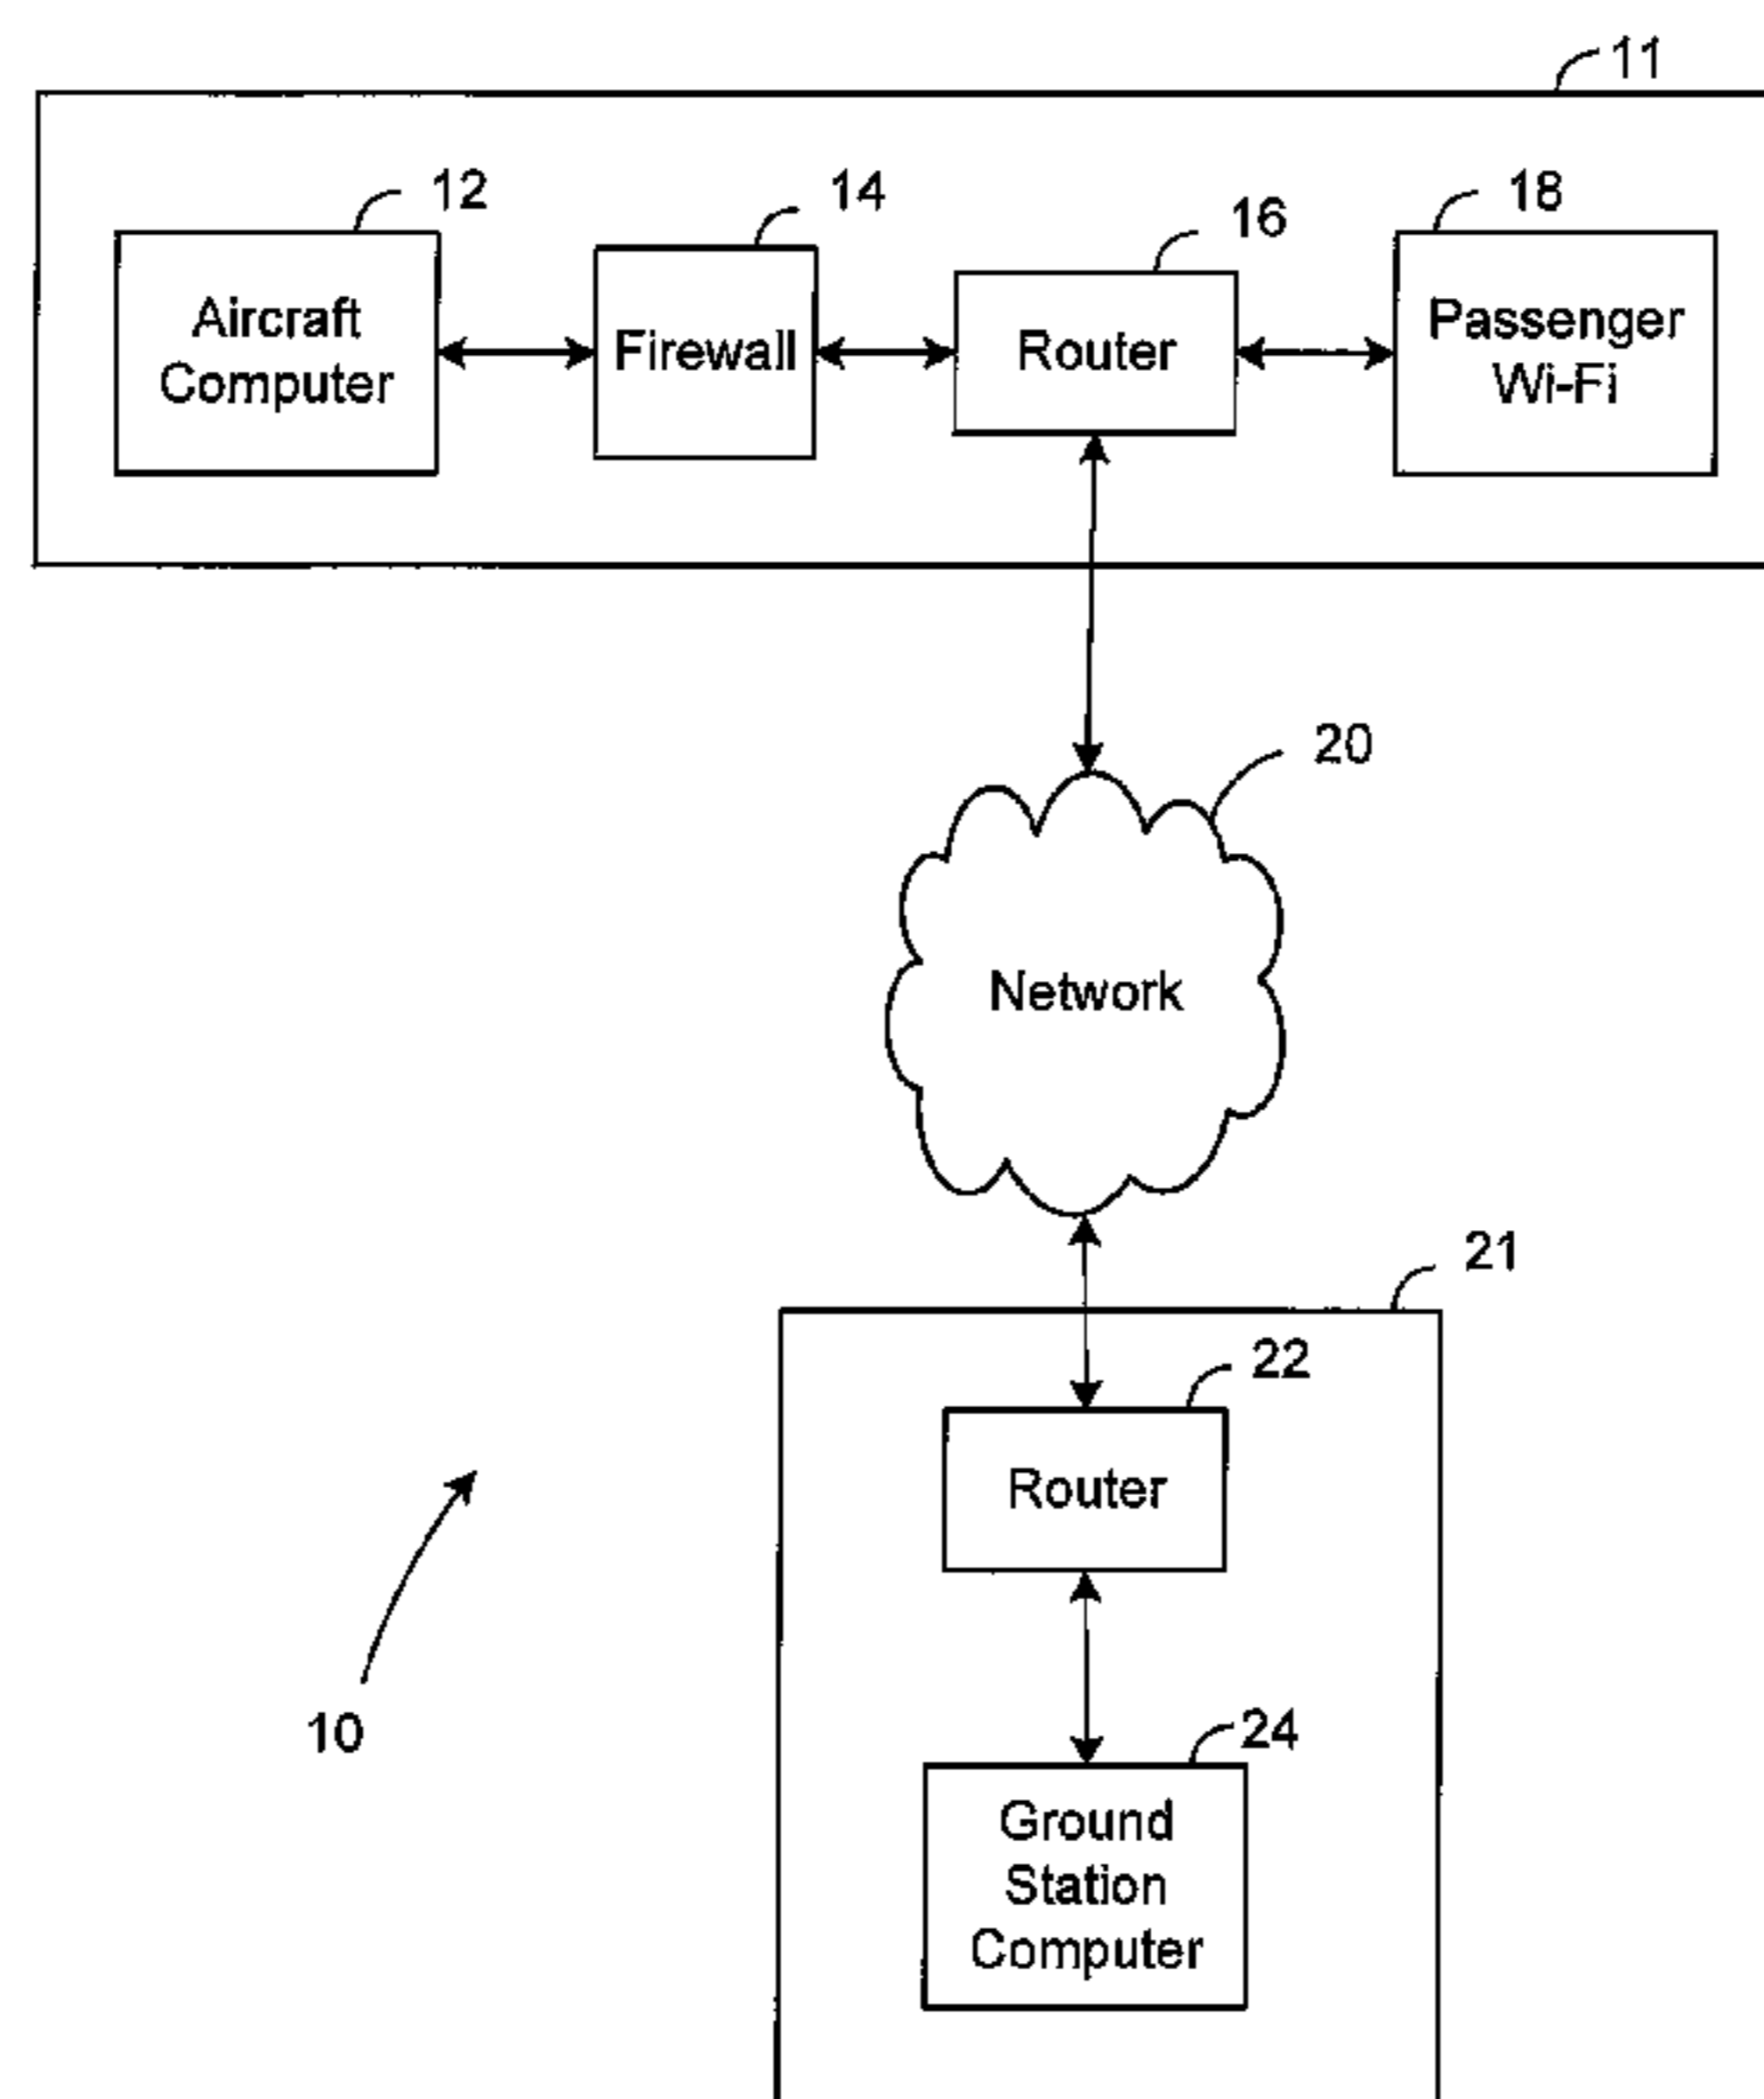 11
12
14
16
18
Aircraft
Computer
Firewall
Router
Passenger
Wi-Fi
20
Network
21
22
Router
10
24
Ground
Station
Computer